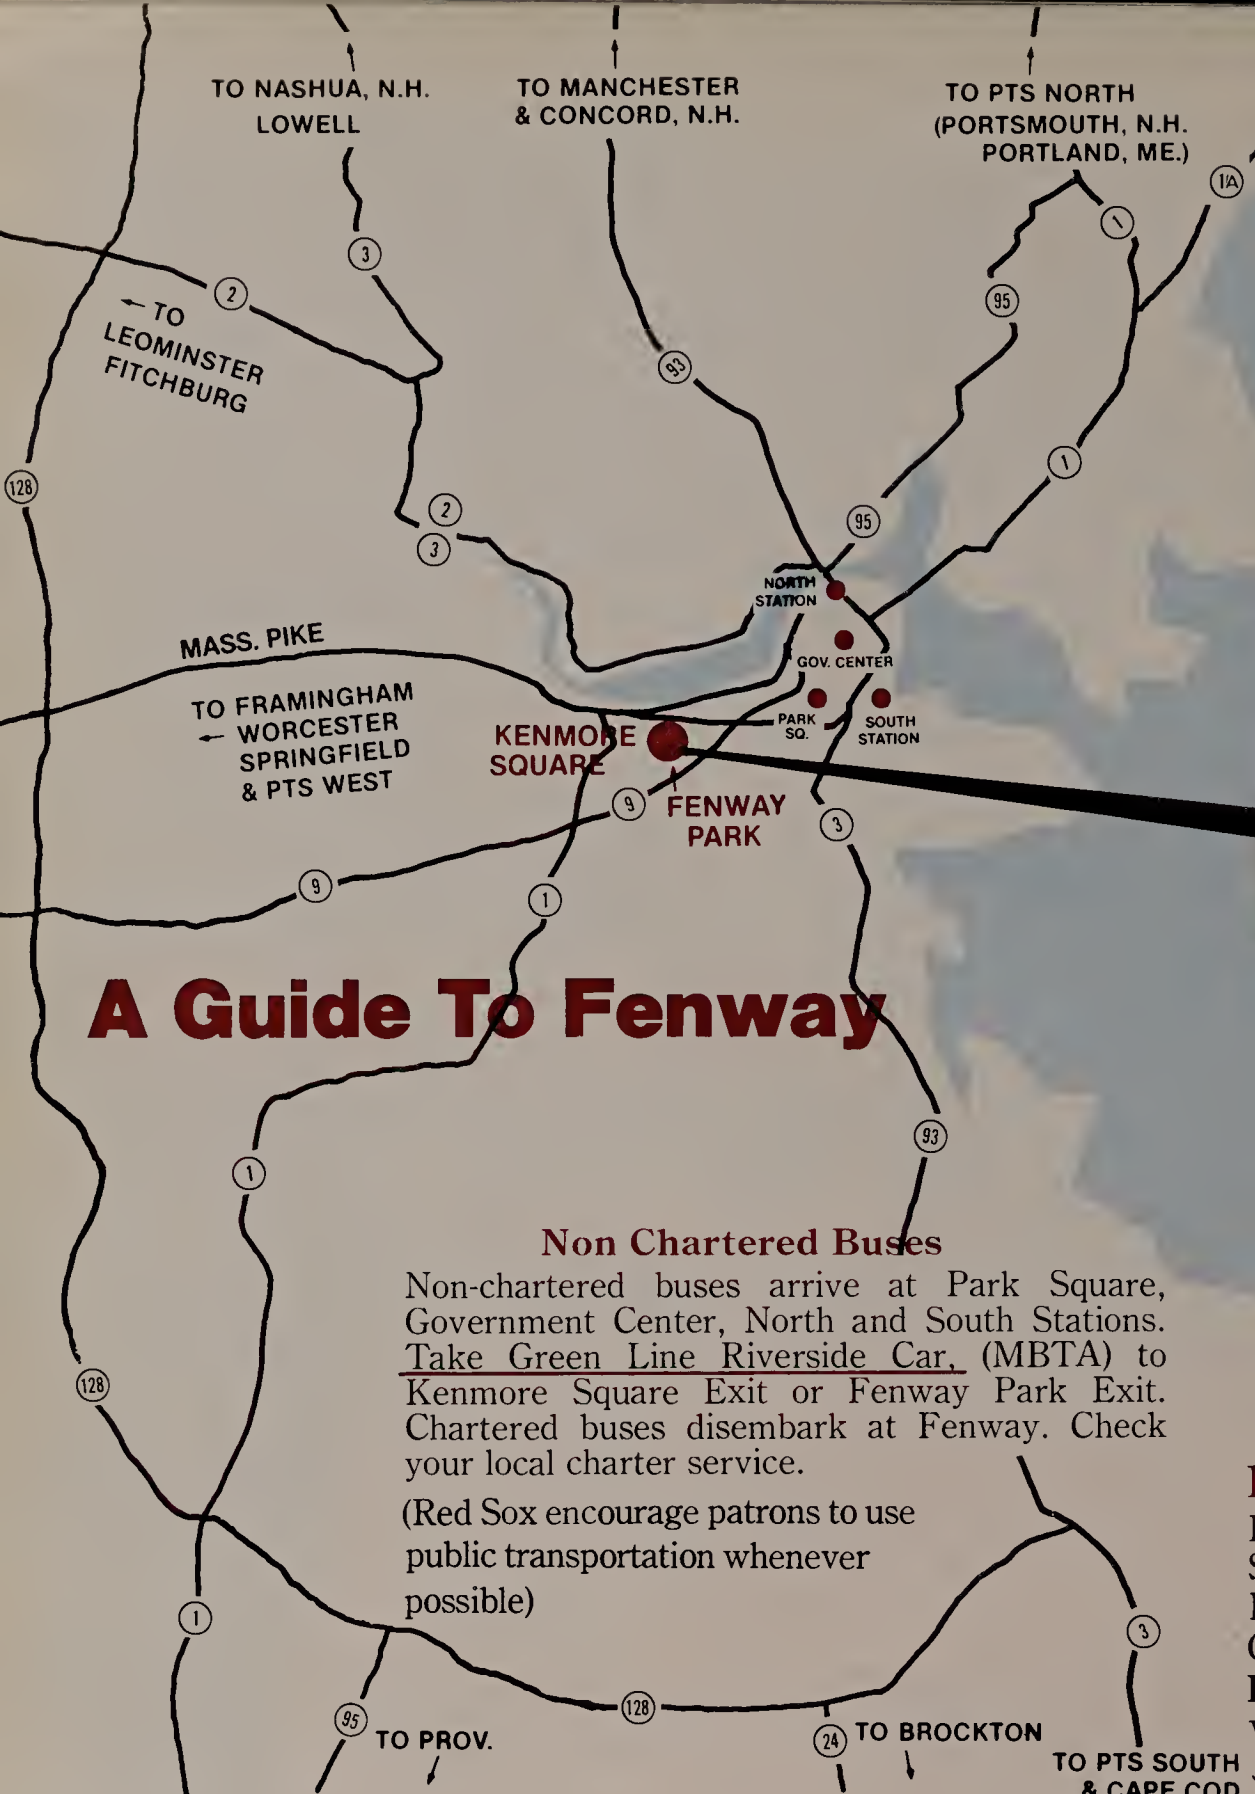 TO NASHUA, N.H.
LOWELL
TO MANCHESTER
& CONCORD, N.H.
TO PTS NORTH
(PORTSMOUTH, N.H.
PORTLAND, ME.)
1A
1
3
2
95
← TO
LEOMINSTER
FITCHBURG
93
1
128
2
3
95
NORTH
STATION
MASS. PIKE
GOV. CENTER
TO FRAMINGHAM
← WORCESTER
SPRINGFIELD
& PTS WEST
KENMORE
SQUARE
PARK
SQ.
SOUTH
STATION
9
FENWAY
PARK
3
9
1
A Guide To Fenway
93
1
Non Chartered Buses
Non-chartered buses arrive at Park Square,
Government Center, North and South Stations.
Take Green Line Riverside Car, (MBTA) to
Kenmore Square Exit or Fenway Park Exit.
Chartered buses disembark at Fenway. Check
your local charter service.
(Red Sox encourage patrons to use
public transportation whenever
possible)
128
1
3
95
TO PROV.
128
24
TO BROCKTON
TO PTS SOUTH
& CAPE COD